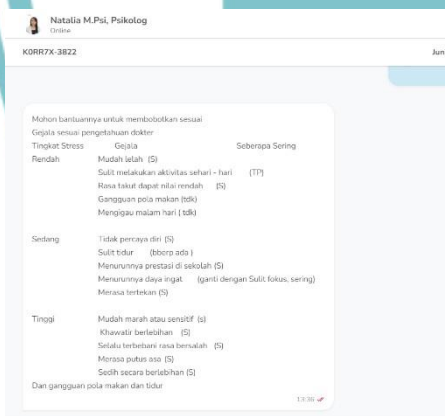 Natalia M.Psi, Psikolog
Online
K0RR7X-3822 Jun
Mohon bantuannya untuk membobotkan sesuai
Gejala sesuai pengetahuan dokter
Tingkat Stress Gejala Seberapa Sering
Rendah Mudah lelah (S)
Sulit melakukan aktivitas sehari - hari (TP)
Rasa takut dapat nilai rendah (S)
Gangguan pola makan (tdk)
Mengigau malam hari ( tdk)
Sedang Tidak percaya diri (S)
Sulit tidur (bberp ada )
Menurunnya prestasi di sekolah (S)
Menurunnya daya ingat (ganti dengan Sulit fokus, sering)
Merasa tertekan (S)
Tinggi Mudah marah atau sensitif (s)
Khawatir berlebihan (S)
Selalu terbebani rasa bersalah (S)
Merasa putus asa (S)
Sedih secara berlebihan (S)
Dan gangguan pola makan dan tidur
13:36